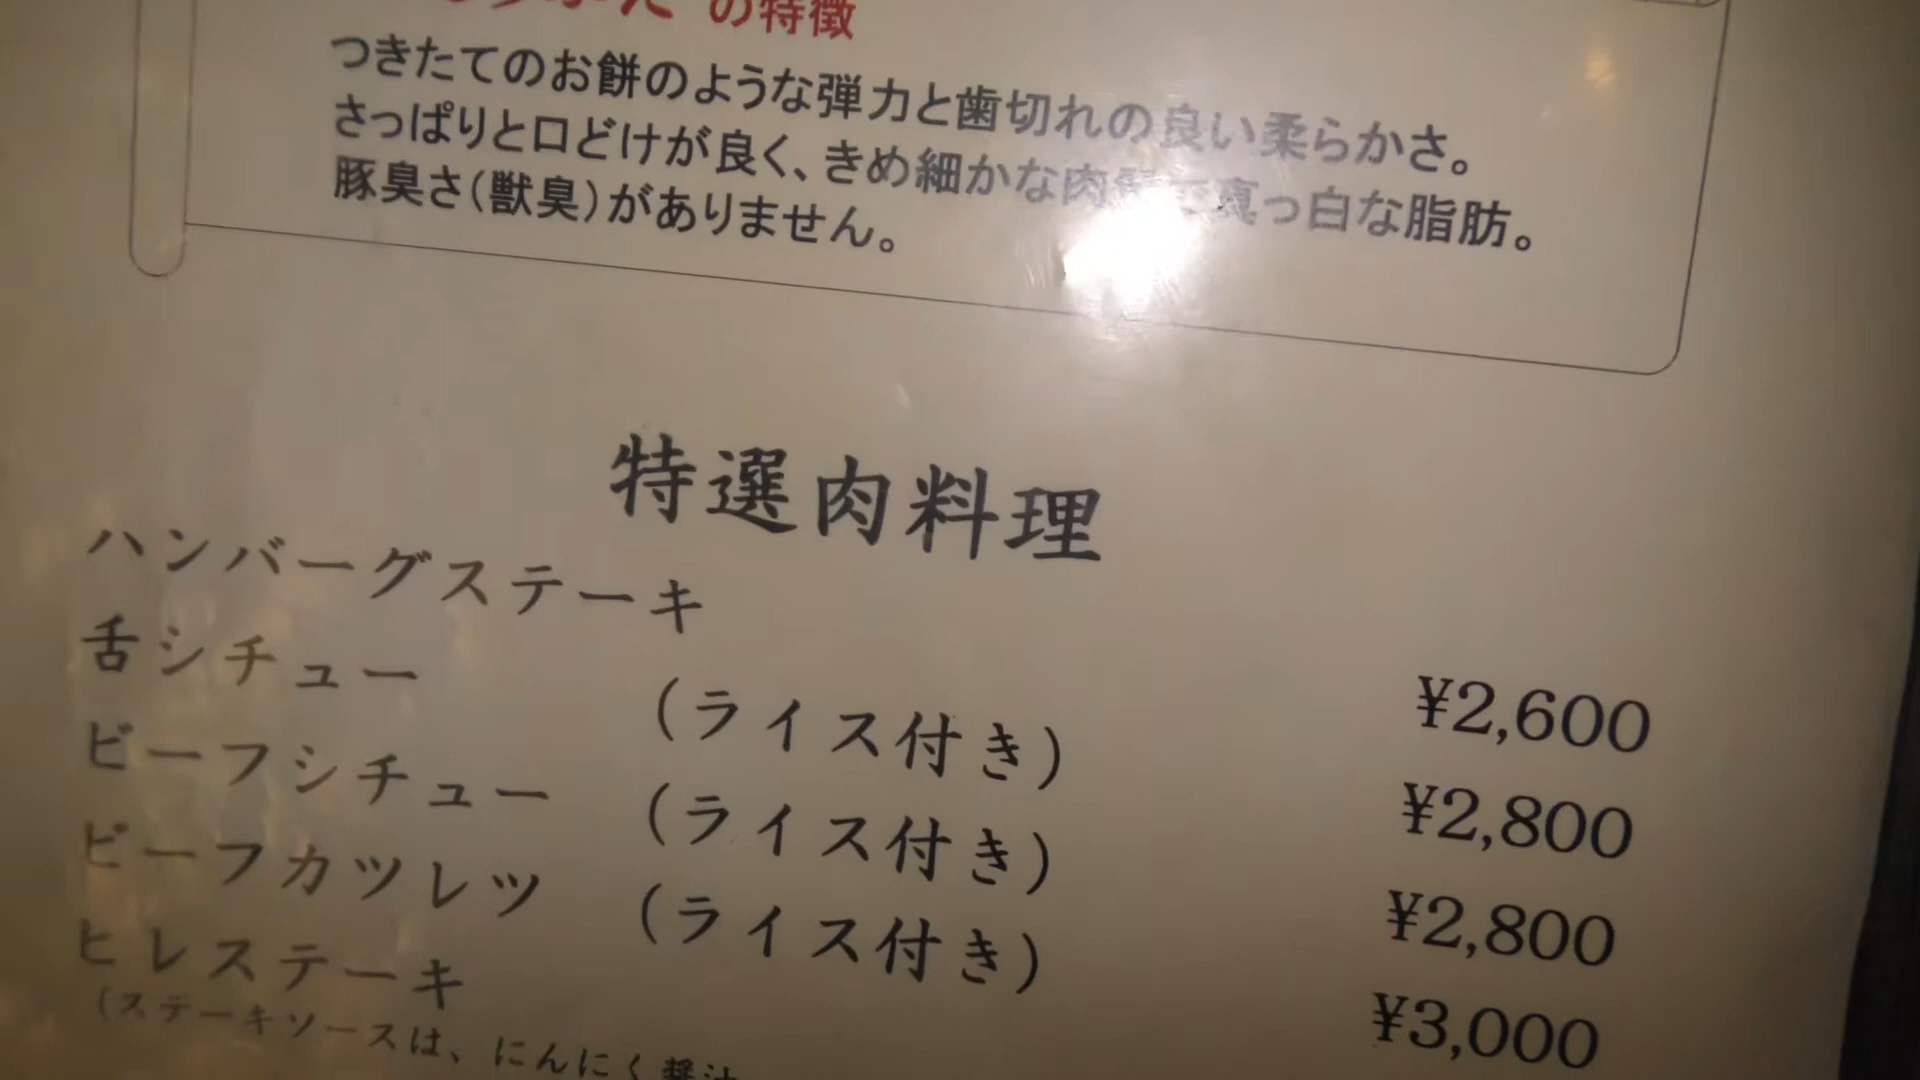 の特徴
つきたてのお餅のような弾力と歯切れの良い柔らかさ。
さっぱりと口どけが良く、きめ細かな肉 真っ白な脂肪。
豚臭さ(獣臭)がありません。
特選肉料理
ハンバーグステーキ ¥2,600
舌シチュー (ライス付き) ¥2,800
ビーフシチュー (ライス付き) ¥2,800
ビーフカツレツ (ライス付き) ¥3,000
ヒレステーキ
(ステーキソースは、にんにく醤油